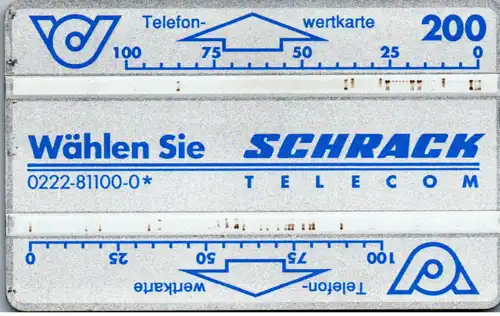 Telefon- wertkarte 200
100 75 50 25 0
Wählen Sie SCHRACK
0222-81100-0* TELECOM
0 25 50 75 100
Telefon- wertkarte